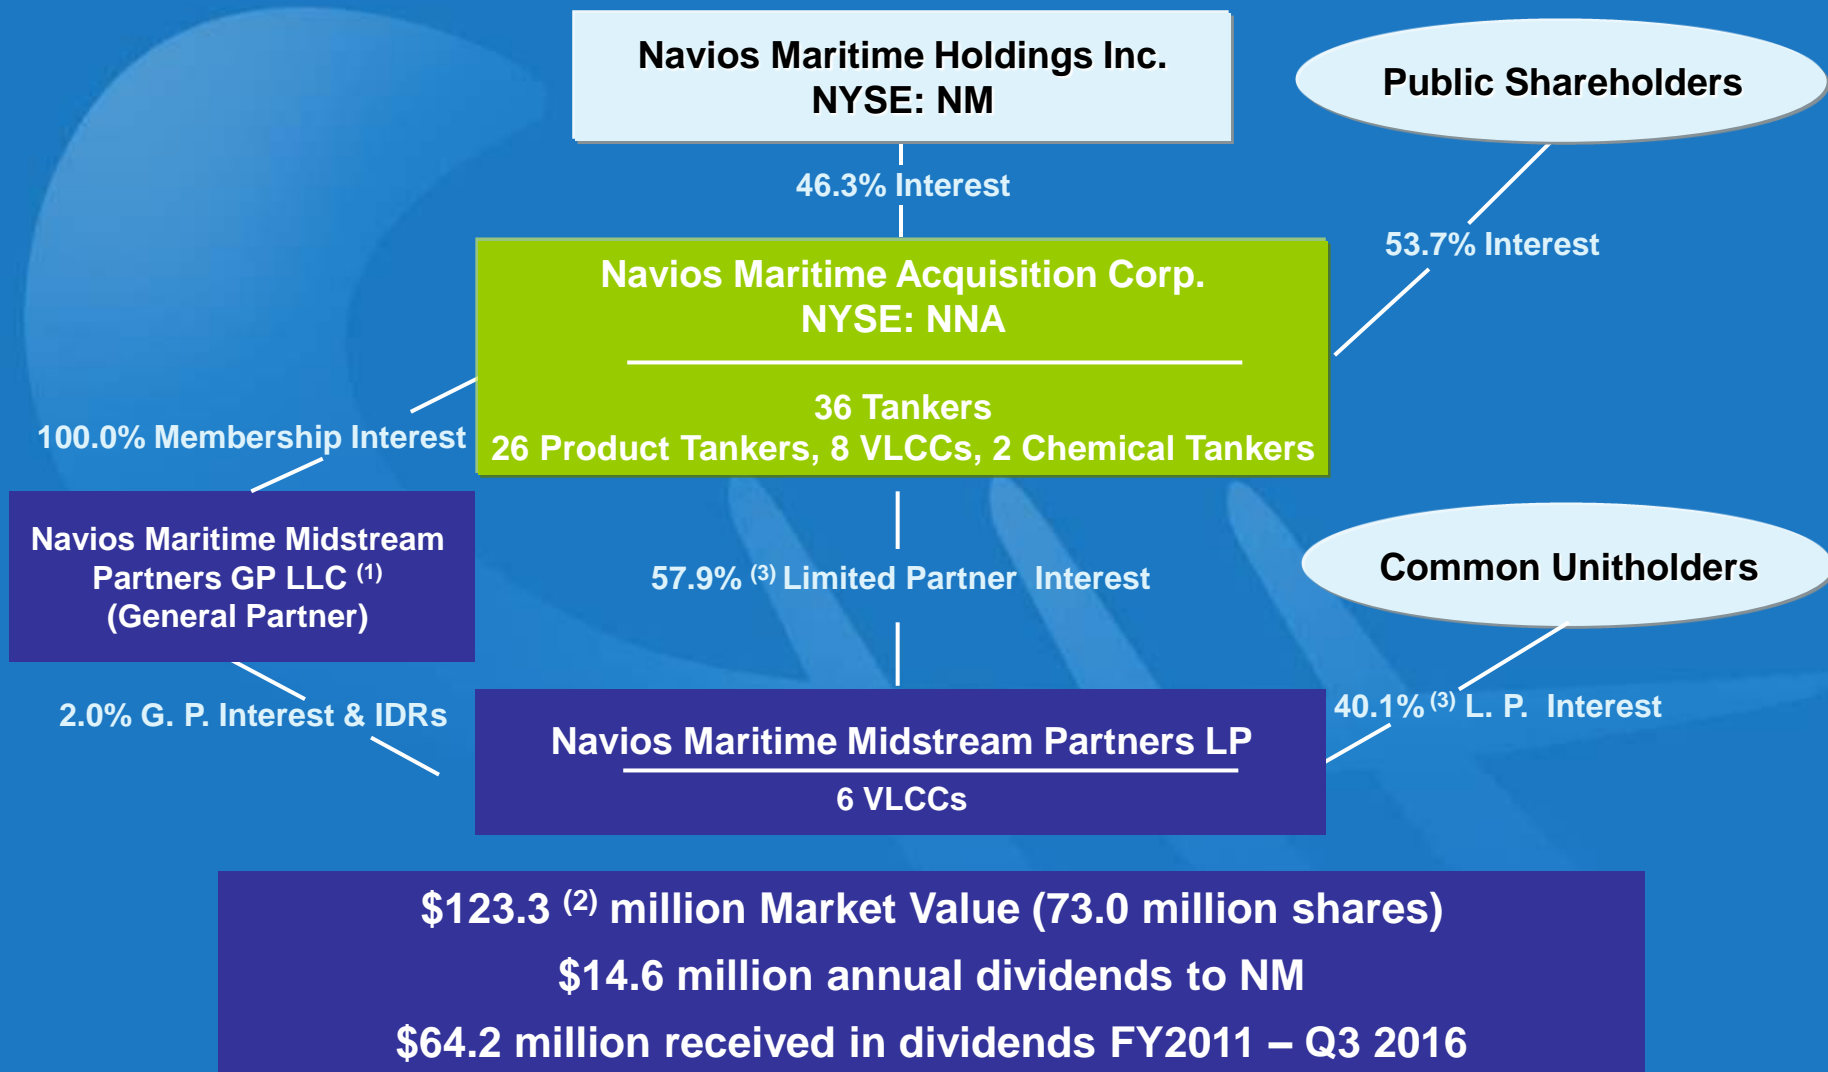 Navios Maritime Holdings Inc.
NYSE: NM
Public Shareholders
46.3% Interest
53.7% Interest
Navios Maritime Acquisition Corp.
NYSE: NNA
36 Tankers
26 Product Tankers, 8 VLCCs, 2 Chemical Tankers
100.0% Membership Interest
Navios Maritime Midstream
Partners GP LLC (1)
(General Partner)
57.9% (3) Limited Partner Interest
Common Unitholders
2.0% G. P. Interest & IDRs
40.1% (3) L. P. Interest
Navios Maritime Midstream Partners LP
6 VLCCs
$123.3 (2) million Market Value (73.0 million shares)
$14.6 million annual dividends to NM
$64.2 million received in dividends FY2011 – Q3 2016